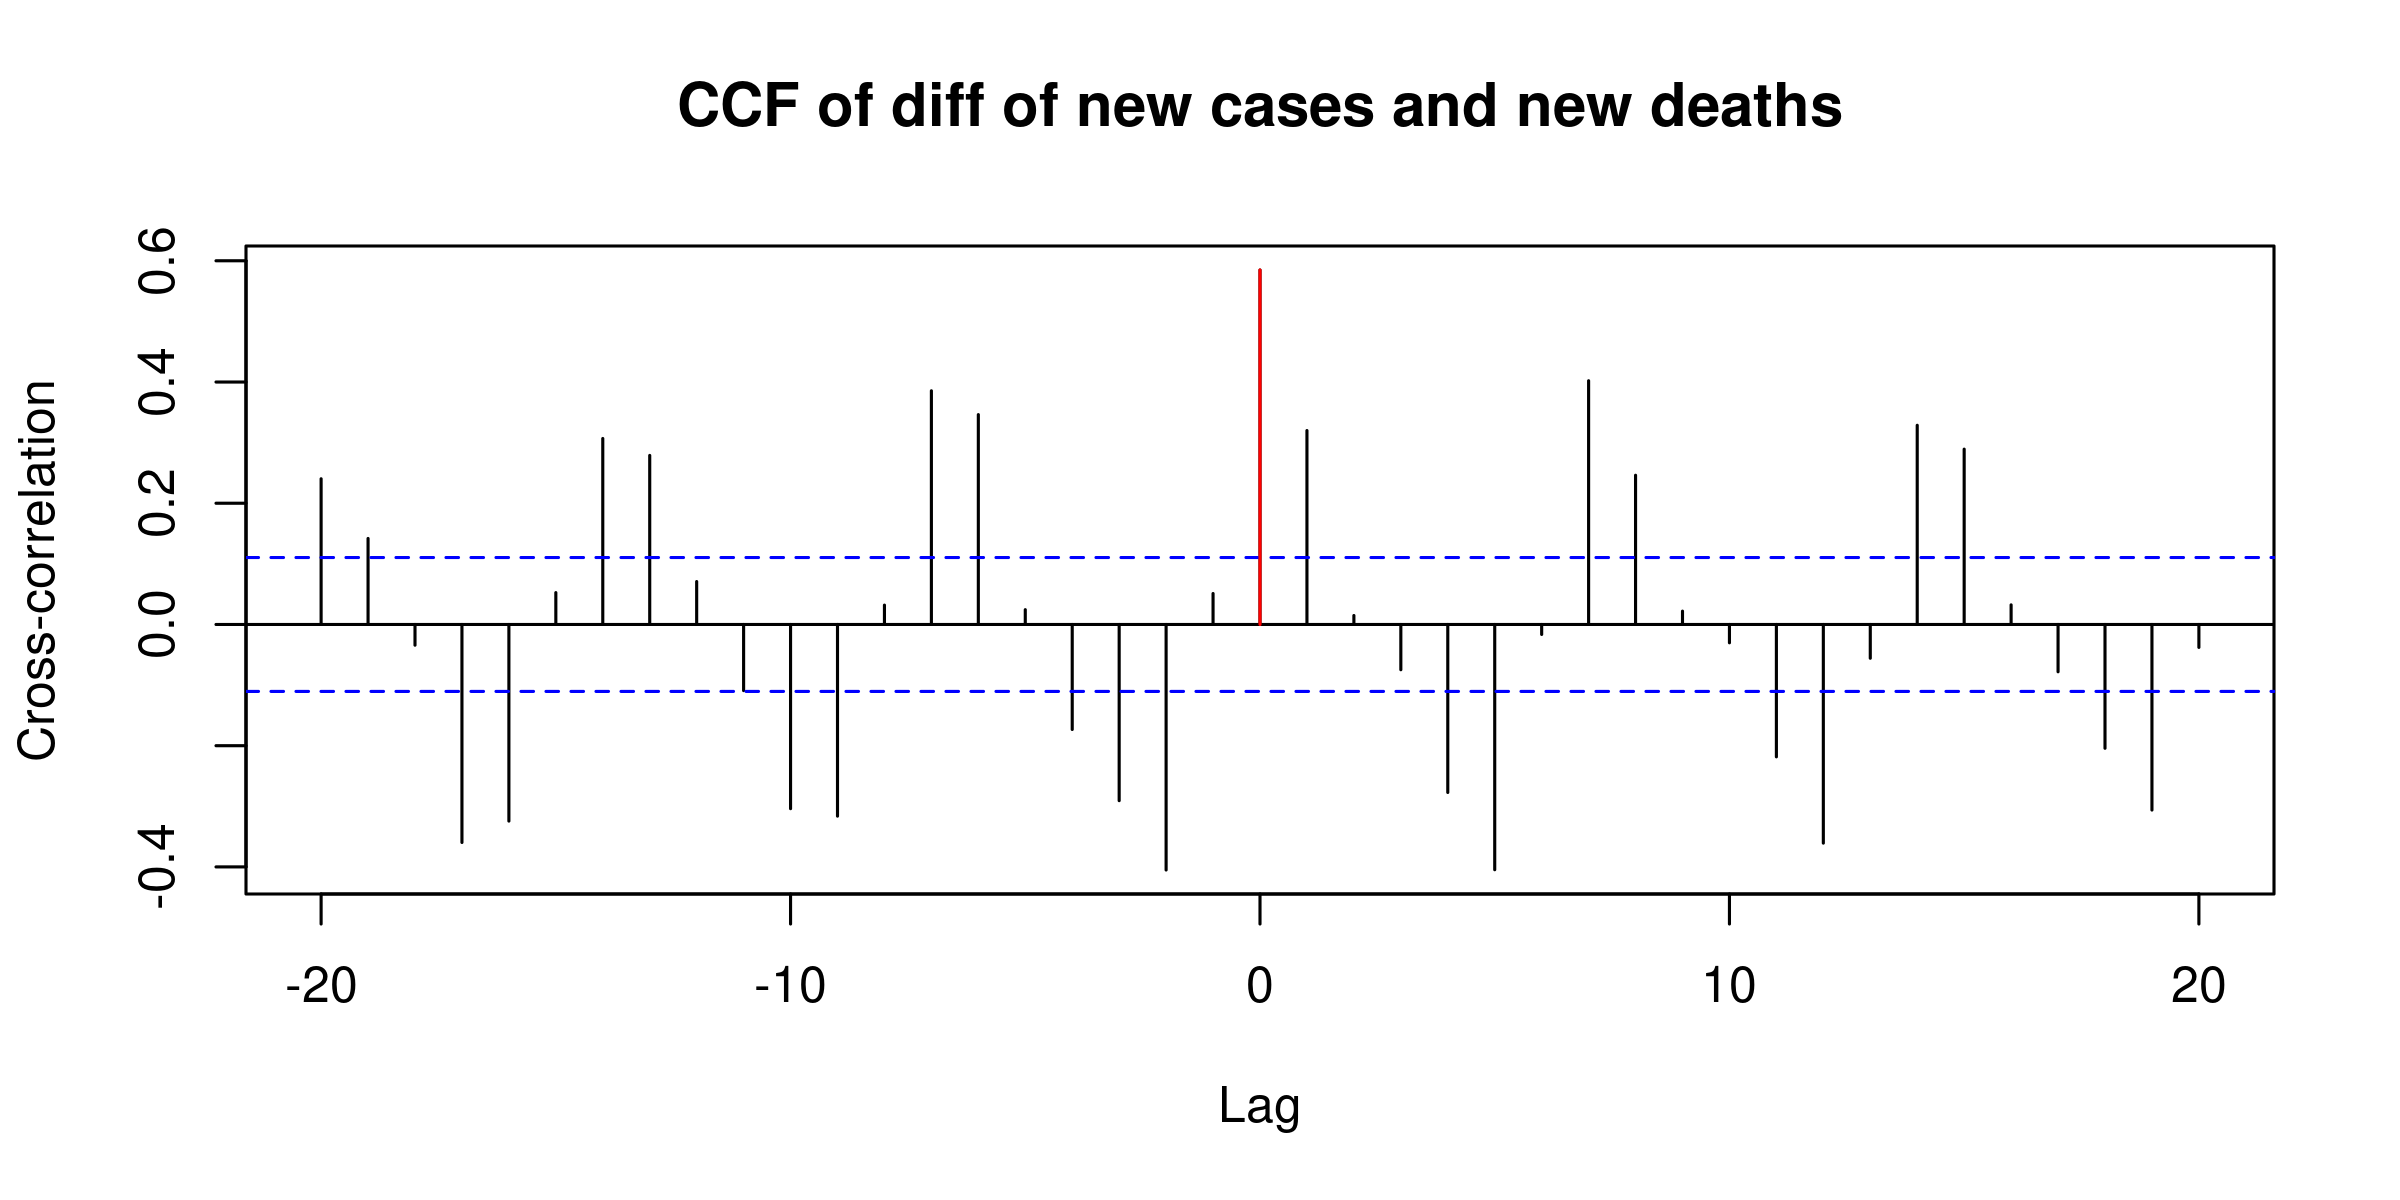 CCF of diff of new cases and new deaths
Cross-correlation
0.6
0.4
0.2
0.0
-0.4
-20 -10 0 10 20
Lag